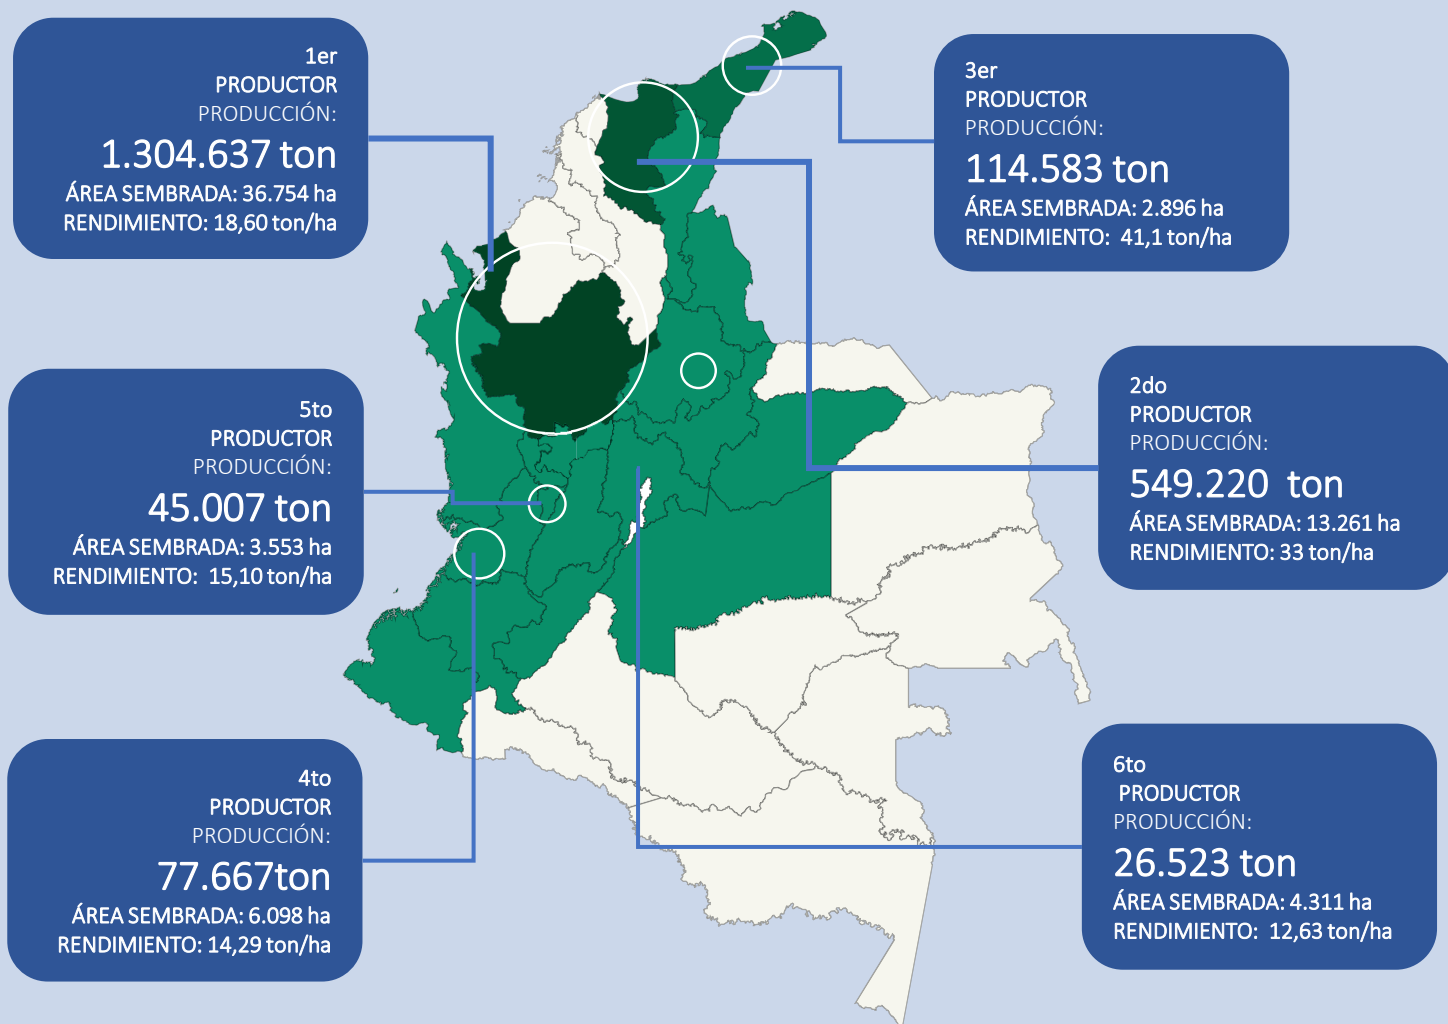 1er
PRODUCTOR
PRODUCCIÓN:
1.304.637 ton
ÁREA SEMBRADA: 36.754 ha
RENDIMIENTO: 18,60 ton/ha
3er
PRODUCTOR
PRODUCCIÓN:
114.583 ton
ÁREA SEMBRADA: 2.896 ha
RENDIMIENTO: 41,1 ton/ha
5to
PRODUCTOR
PRODUCCIÓN:
45.007 ton
ÁREA SEMBRADA: 3.553 ha
RENDIMIENTO: 15,10 ton/ha
2do
PRODUCTOR
PRODUCCIÓN:
549.220 ton
ÁREA SEMBRADA: 13.261 ha
RENDIMIENTO: 33 ton/ha
4to
PRODUCTOR
PRODUCCIÓN:
77.667ton
ÁREA SEMBRADA: 6.098 ha
RENDIMIENTO: 14,29 ton/ha
6to
PRODUCTOR
PRODUCCIÓN:
26.523 ton
ÁREA SEMBRADA: 4.311 ha
RENDIMIENTO: 12,63 ton/ha